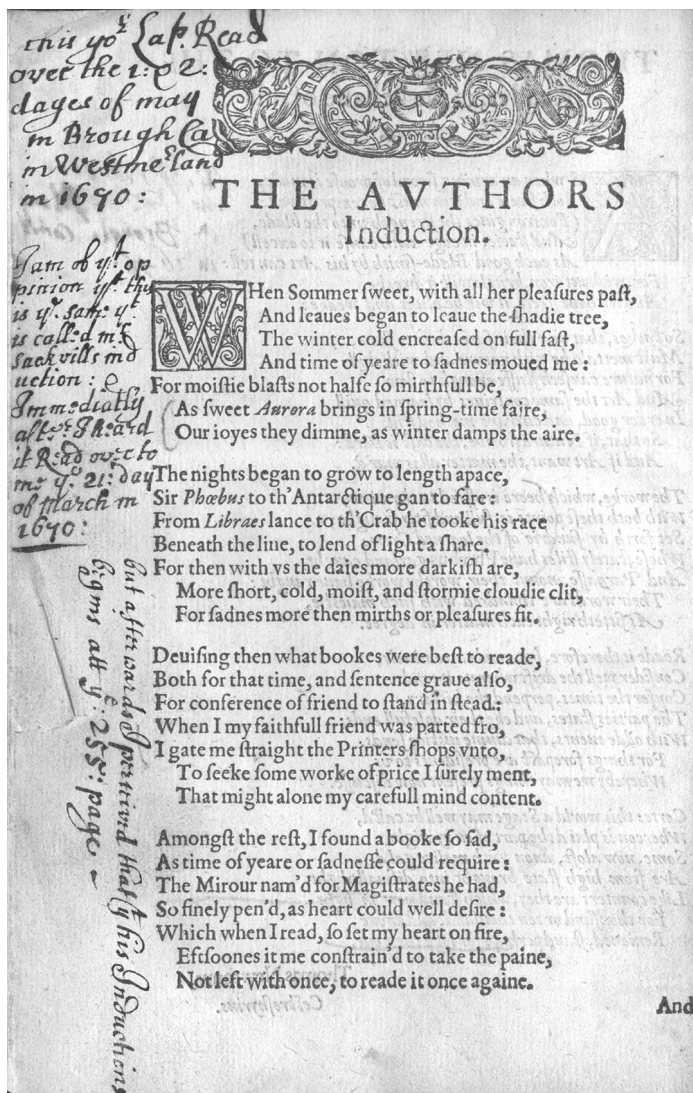 this yoʳ I asᵗ Read
over the 1: & 2:
dayes of may
in Brough Ca
in Westmerland
in 1670:
THE AVTHORS
Induction.
I am of yᵗ op
pinion yᵗ this
is yᵉ same yᵗ
is called mʳ
Sackvills Ind
uction: &
Immediatly
after I heard
it Read over to
me yᵉ 21: day
of March in
1670:
but afterwards I perceived that yᵗ his Inductions
begins att yᵉ: 255: page
WHen Sommer ſweet, with all her pleaſures paſt,
And leaues began to leaue the ſhadie tree,
The winter cold encreaſed on full faſt,
And time of yeare to ſadnes moued me:
For moiſtie blaſts not halfe ſo mirthfull be,
As ſweet Aurora brings in ſpring-time faire,
Our ioyes they dimme, as winter damps the aire.
The nights began to grow to length apace,
Sir Phœbus to th'Antarctique gan to fare:
From Libraes lance to th'Crab he tooke his race
Beneath the line, to lend of light a ſhare.
For then with vs the daies more darkiſh are,
More ſhort, cold, moiſt, and ſtormie cloudie clit,
For ſadnes more then mirths or pleaſures fit.
Deuiſing then what bookes were beſt to reade,
Both for that time, and ſentence graue alſo,
For conference of friend to ſtand in ſtead:
When I my faithfull friend was parted fro,
I gate me ſtraight the Printers ſhops vnto,
To ſeeke ſome worke of price I ſurely ment,
That might alone my carefull mind content.
Amongſt the reſt, I found a booke ſo ſad,
As time of yeare or ſadneſſe could require:
The Mirour nam'd for Magiſtrates he had,
So finely pen'd, as heart could well deſire:
Which when I read, ſo ſet my heart on fire,
Eftſoones it me conſtrain'd to take the paine,
Not left with once, to reade it once againe.
And